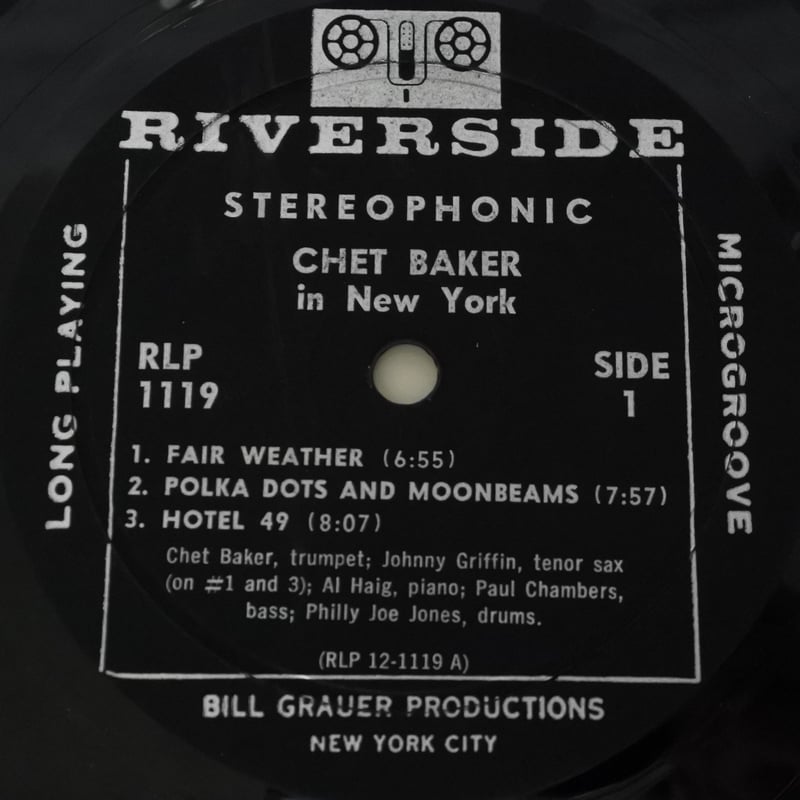 RIVERSIDE
STEREOPHONIC
CHET BAKER
in New York
LONG PLAYING
MICROGROOVE
RLP
1119
SIDE
1
1. FAIR WEATHER (6:55)
2. POLKA DOTS AND MOONBEAMS (7:57)
3. HOTEL 49 (8:07)
Chet Baker, trumpet; Johnny Griffin, tenor sax
(on #1 and 3); Al Haig, piano; Paul Chambers,
bass; Philly Joe Jones, drums.
(RLP 12-1119 A)
BILL GRAUER PRODUCTIONS
NEW YORK CITY